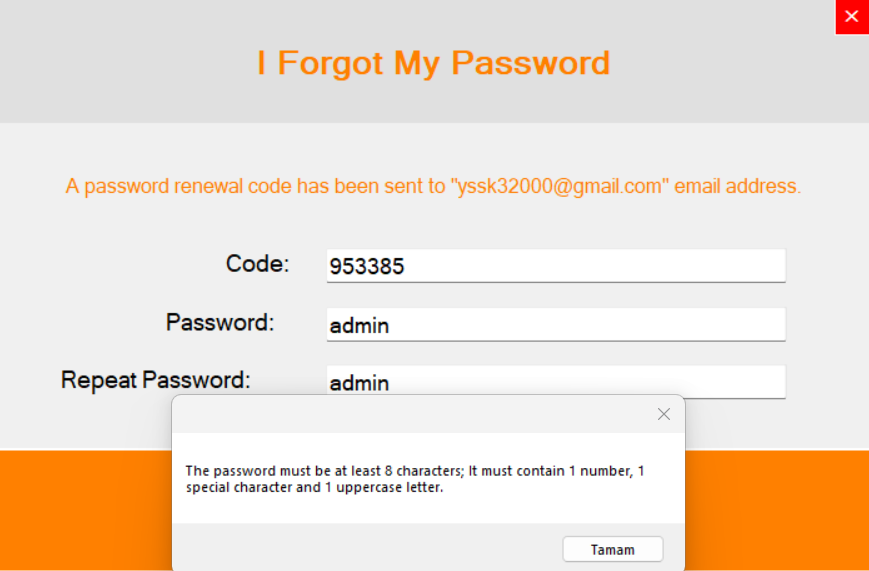 I Forgot My Password
A password renewal code has been sent to "yssk32000@gmail.com" email address.
Code: 953385
Password: admin
Repeat Password: admin
The password must be at least 8 characters; It must contain 1 number, 1
special character and 1 uppercase letter.
Tamam